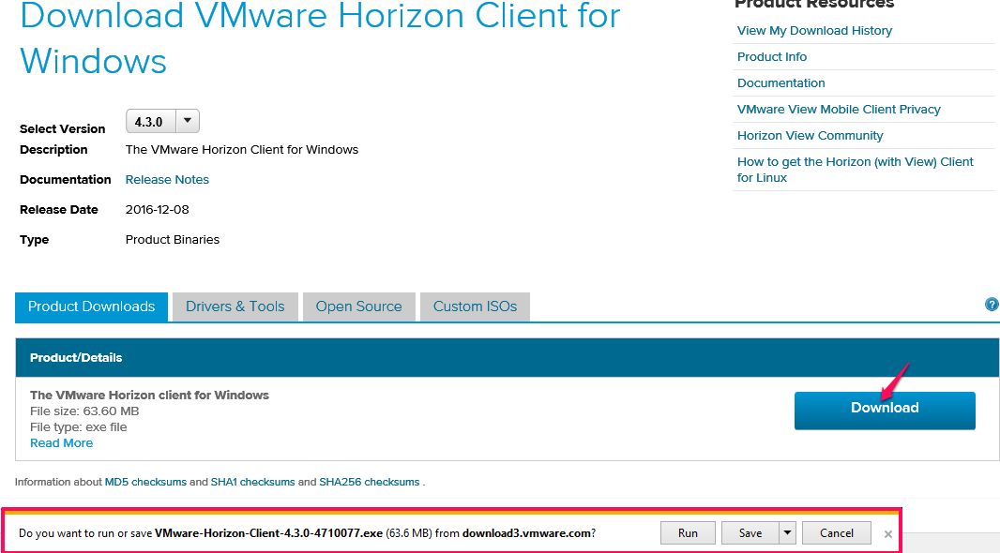 Download VMware Horizon Client for
Windows
Select Version 4.3.0
Description The VMware Horizon Client for Windows
Documentation Release Notes
Release Date 2016-12-08
Type Product Binaries
Product Resources
View My Download History
Product Info
Documentation
VMware View Mobile Client Privacy
Horizon View Community
How to get the Horizon (with View) Client
for Linux
Product Downloads Drivers & Tools Open Source Custom ISOs ?
Product/Details
The VMware Horizon client for Windows
File size: 63.60 MB
File type: exe file
Read More
Download
Information about MD5 checksums and SHA1 checksums and SHA256 checksums .
Do you want to run or save VMware-Horizon-Client-4.3.0-4710077.exe (63.6 MB) from download3.vmware.com? Run Save Cancel ×